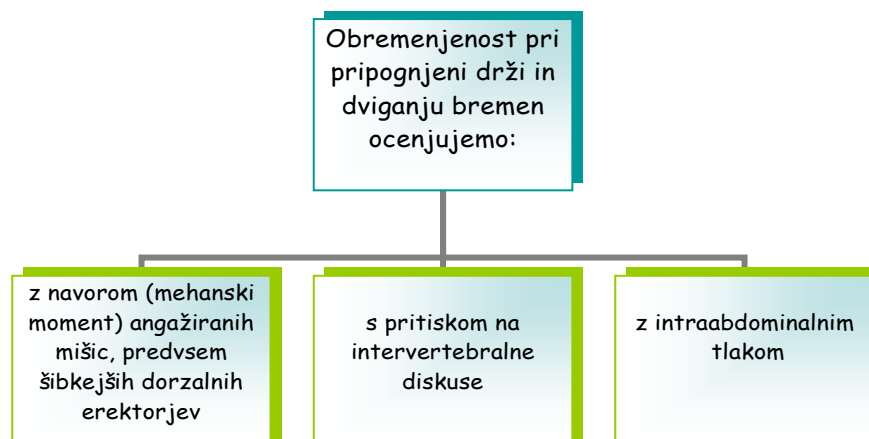 Obremenjenost pri
pripognjeni drži in
dviganju bremen
ocenjujemo:
z navorom (mehanski
moment) angažiranih
mišic, predvsem
šibkejših dorzalnih
erektorjev
s pritiskom na
intervertebralne
diskuse
z intraabdominalnim
tlakom